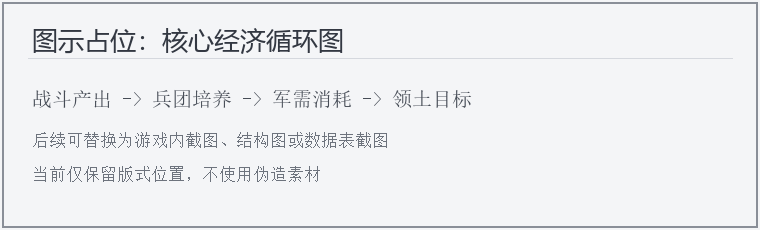 图示占位：核心经济循环图
战斗产出 -> 兵团培养 -> 军需消耗 -> 领土目标
后续可替换为游戏内截图、结构图或数据表截图
当前仅保留版式位置，不使用伪造素材